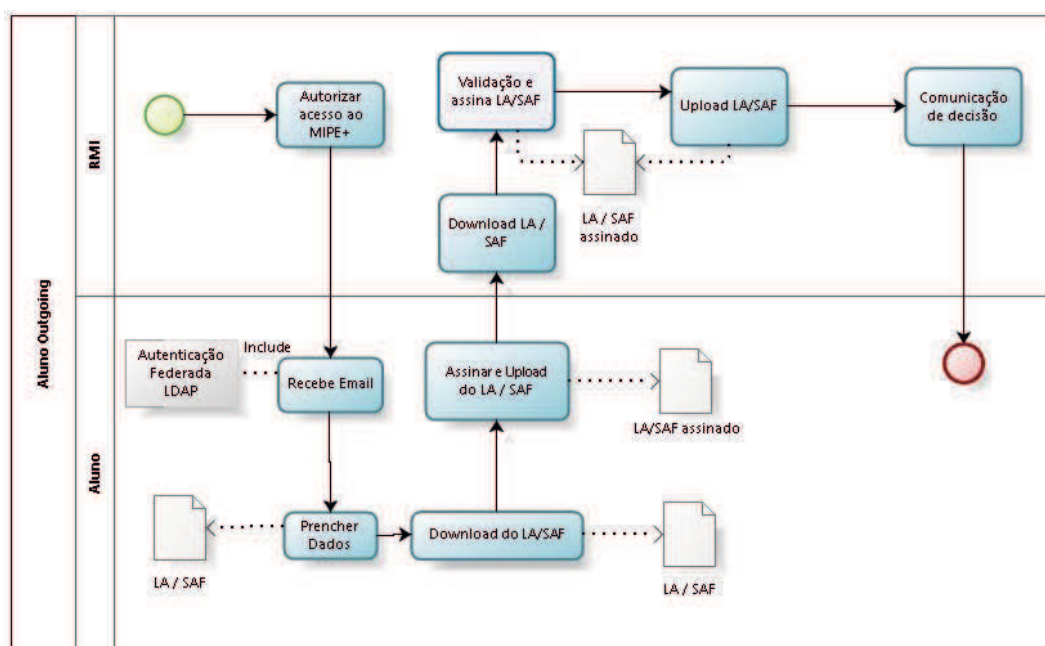 Aluno Outgoing
RMI
Autorizar
acesso ao
MIPE+
Validação e
assina LA/SAF
Upload LA/SAF
Comunicação
de decisão
LA / SAF
assinado
Download LA /
SAF
Aluno
Autenticação
Federada
LDAP
Include
Recebe Email
Assinar e Upload
do LA / SAF
LA/SAF assinado
Prencher
Dados
Download do LA/SAF
LA / SAF
LA / SAF